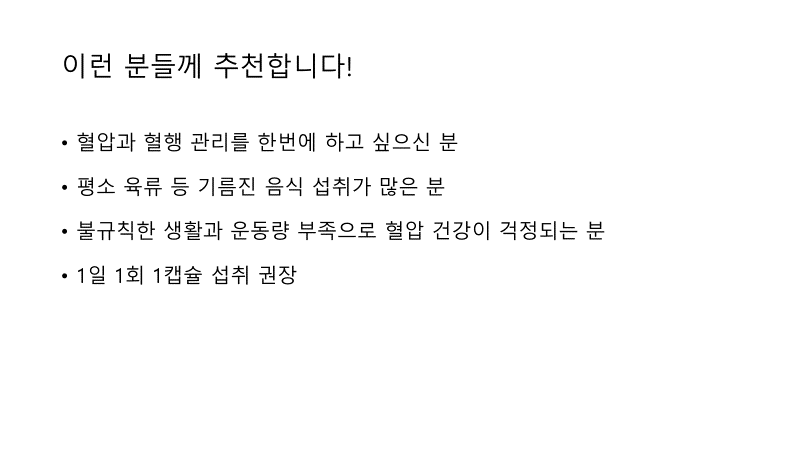 이런 분들께 추천합니다!
• 혈압과 혈행 관리를 한번에 하고 싶으신 분
• 평소 육류 등 기름진 음식 섭취가 많은 분
• 불규칙한 생활과 운동량 부족으로 혈압 건강이 걱정되는 분
• 1일 1회 1캡슐 섭취 권장